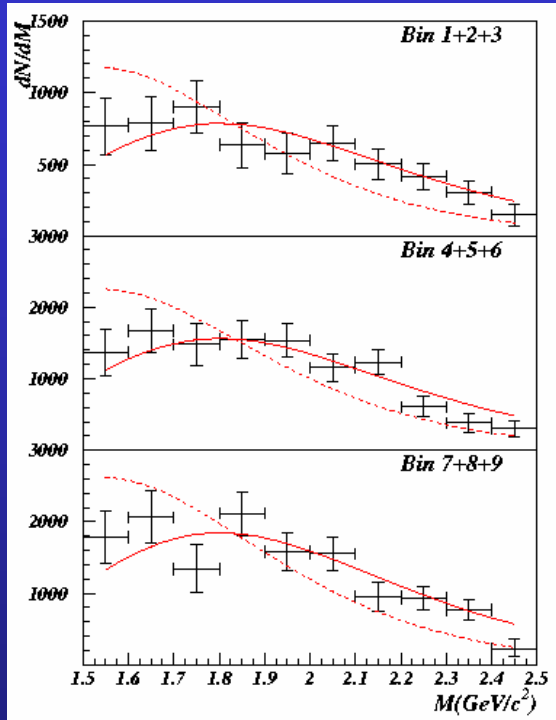 dN/dM
1500
Bin 1+2+3
1000
500
3000
Bin 4+5+6
2000
1000
3000
Bin 7+8+9
2000
1000
1.5 1.6 1.7 1.8 1.9 2 2.1 2.2 2.3 2.4 2.5
M(GeV/c²)